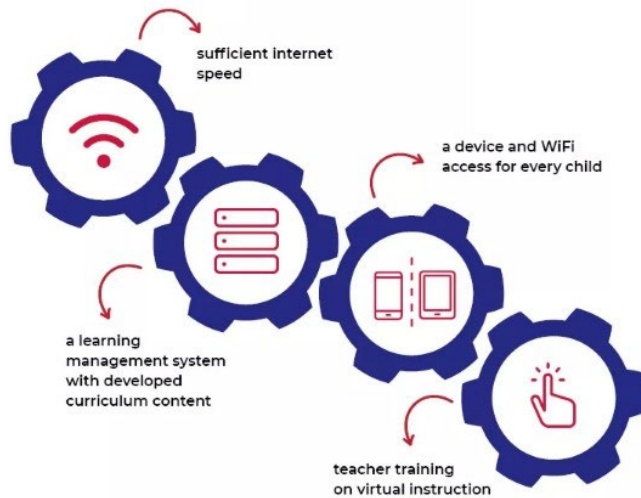 sufficient internet
speed
a device and WiFi
access for every child
a learning
management system
with developed
curriculum content
teacher training
on virtual instruction